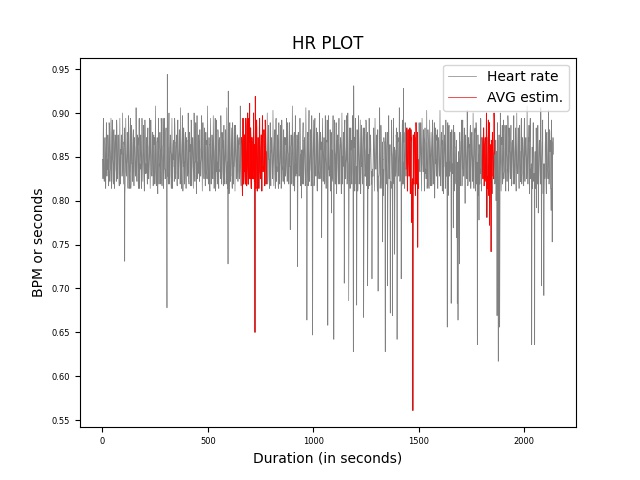 HR PLOT
Heart rate
AVG estim.
0.95
0.90
0.85
0.80
0.75
0.70
0.65
0.60
0.55
BPM or seconds
0 500 1000 1500 2000
Duration (in seconds)